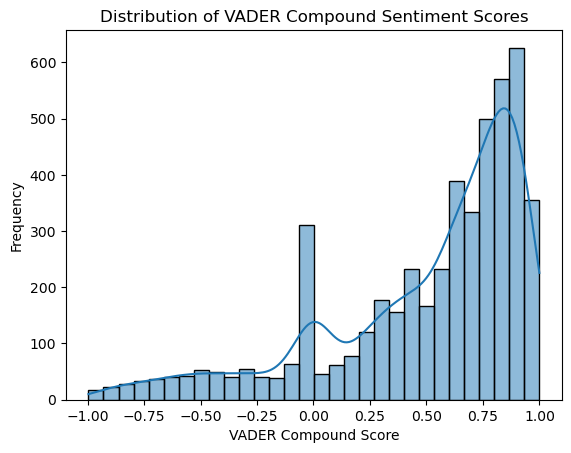 Distribution of VADER Compound Sentiment Scores
Frequency
600
500
400
300
200
100
0
−1.00 −0.75 −0.50 −0.25 0.00 0.25 0.50 0.75 1.00
VADER Compound Score